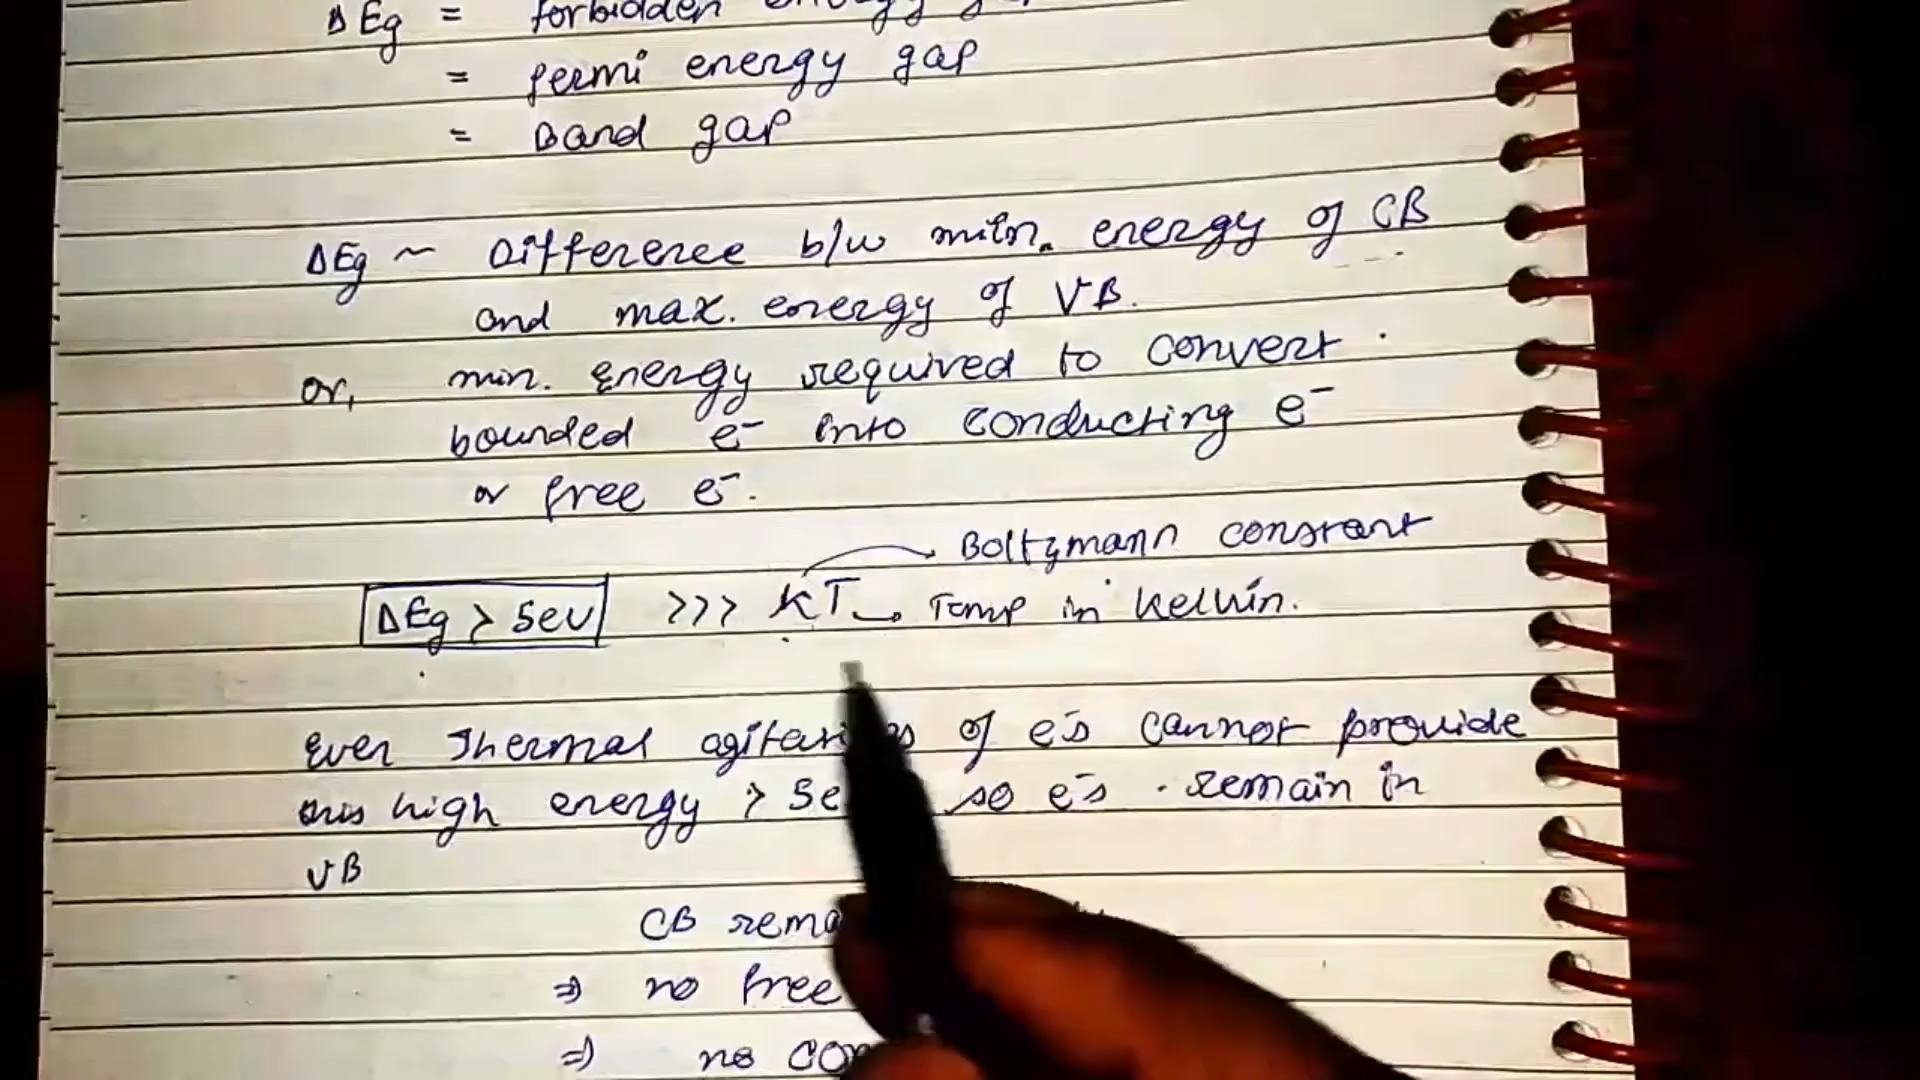 ΔEg = forbidden energy
= fermi energy gap
= Band gap
ΔEg ~ Difference b/w min. energy of CB
and max. energy of VB.
or, min. energy required to convert
bounded e⁻ into conducting e⁻
or free e⁻.
Boltzmann constant
ΔEg > 5eV >>> KT → Temp in Kelvin.
Even Thermal of e⁻s cannot provide
this high energy > so e⁻s remain in
VB
CB
⇒ no free
⇒ no